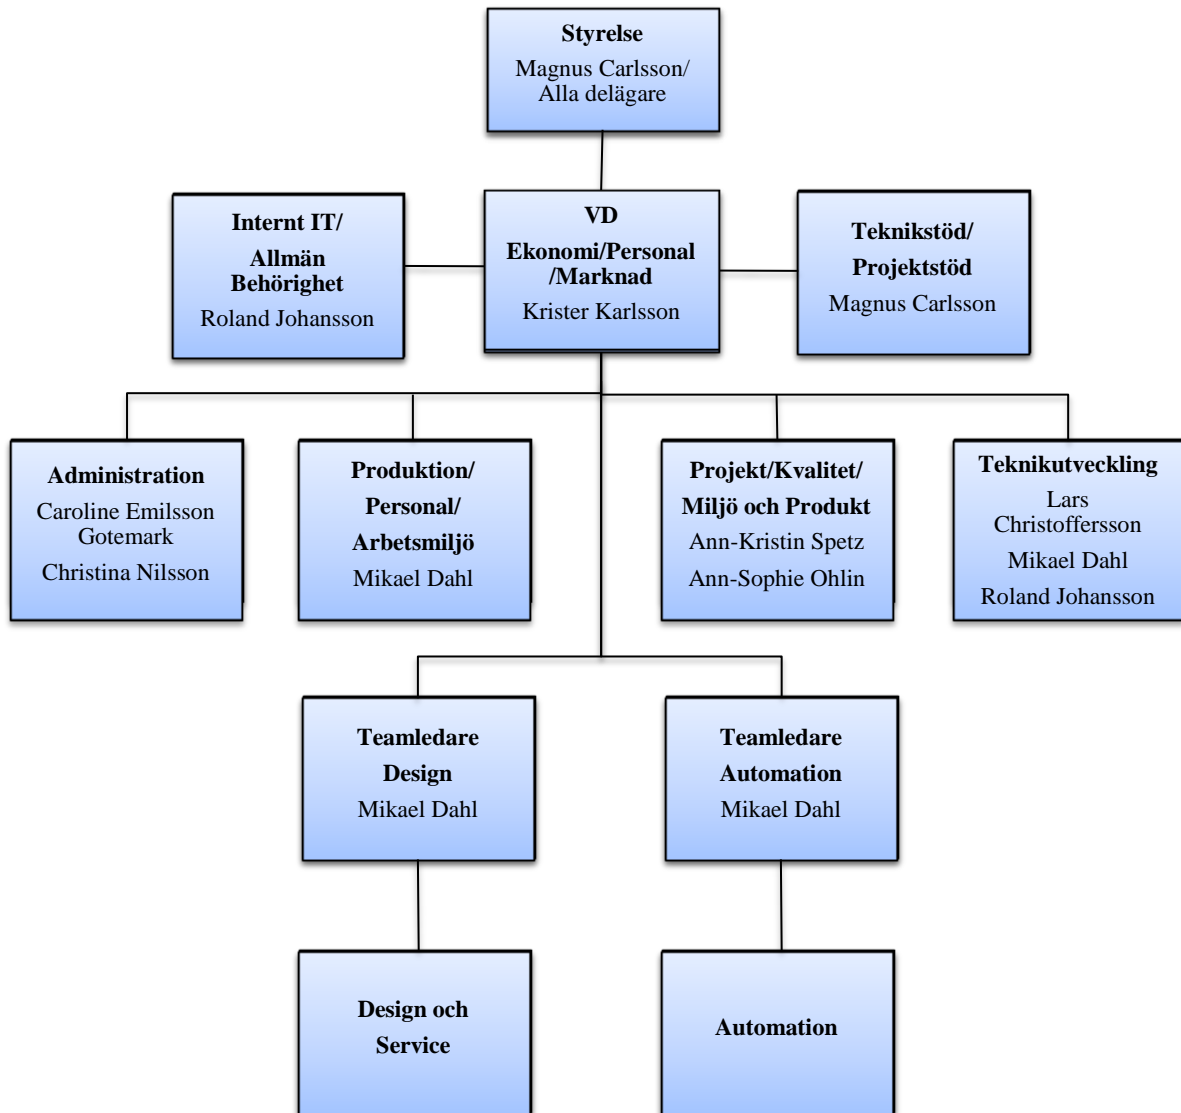 Styrelse
Magnus Carlsson/
Alla delägare
Internt IT/
Allmän
Behörighet
Roland Johansson
VD
Ekonomi/Personal
/Marknad
Krister Karlsson
Teknikstöd/
Projektstöd
Magnus Carlsson
Administration
Caroline Emilsson
Gotemark
Christina Nilsson
Produktion/
Personal/
Arbetsmiljö
Mikael Dahl
Projekt/Kvalitet/
Miljö och Produkt
Ann-Kristin Spetz
Ann-Sophie Ohlin
Teknikutveckling
Lars
Christoffersson
Mikael Dahl
Roland Johansson
Teamledare
Design
Mikael Dahl
Teamledare
Automation
Mikael Dahl
Design och
Service
Automation